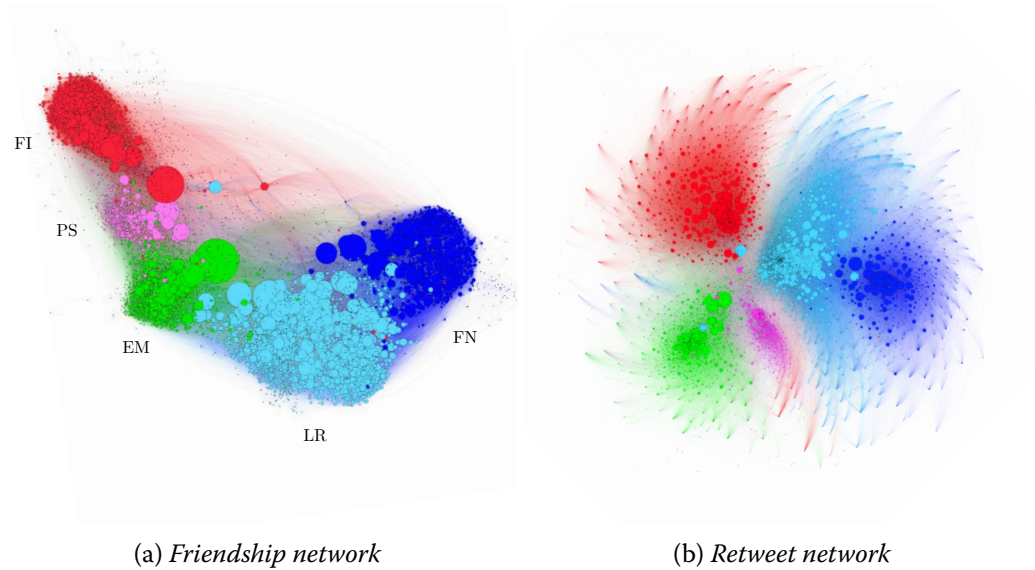 FI
PS
EM
LR
FN
(a) Friendship network
(b) Retweet network